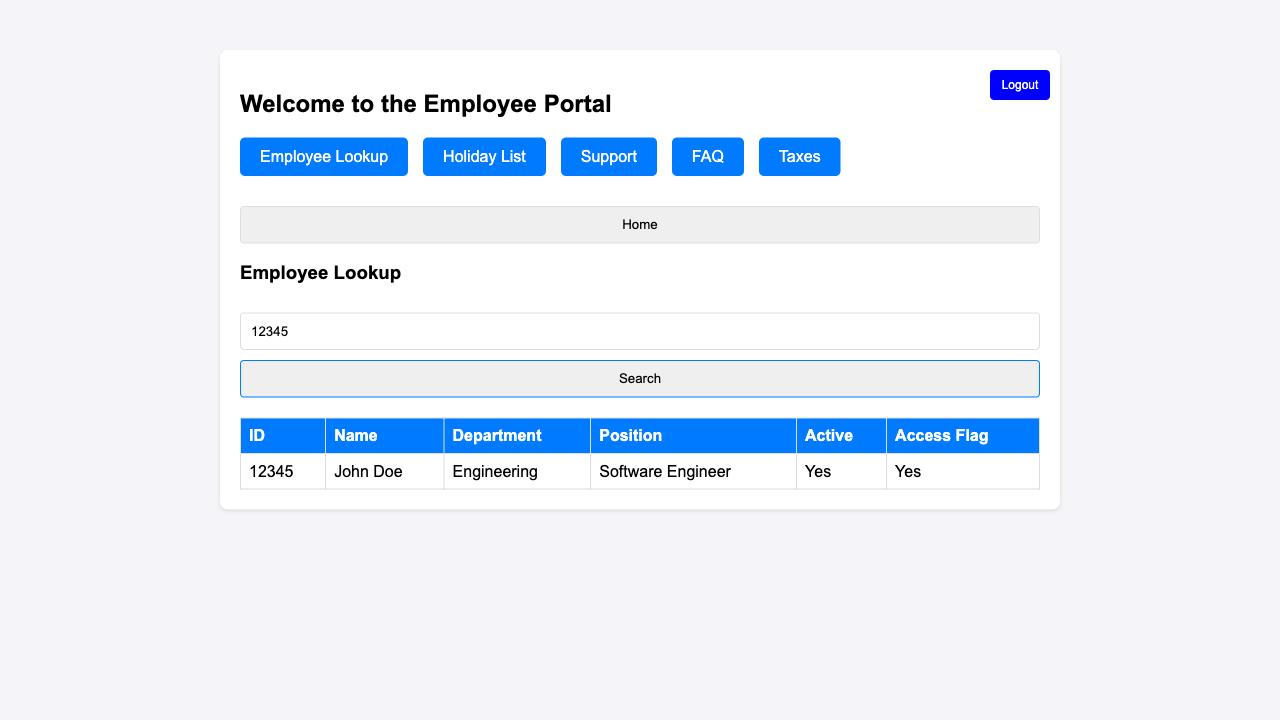 Logout
Welcome to the Employee Portal
Employee Lookup Holiday List Support FAQ Taxes
Home
Employee Lookup
12345
Search
ID Name Department Position Active Access Flag
12345 John Doe Engineering Software Engineer Yes Yes